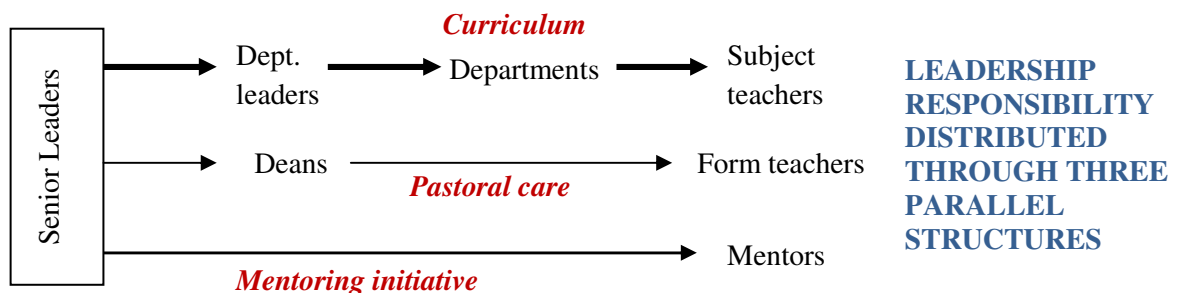 Senior Leaders
Curriculum
Dept.
leaders
Departments
Subject
teachers
Deans
Pastoral care
Form teachers
Mentoring initiative
Mentors
LEADERSHIP
RESPONSIBILITY
DISTRIBUTED
THROUGH THREE
PARALLEL
STRUCTURES